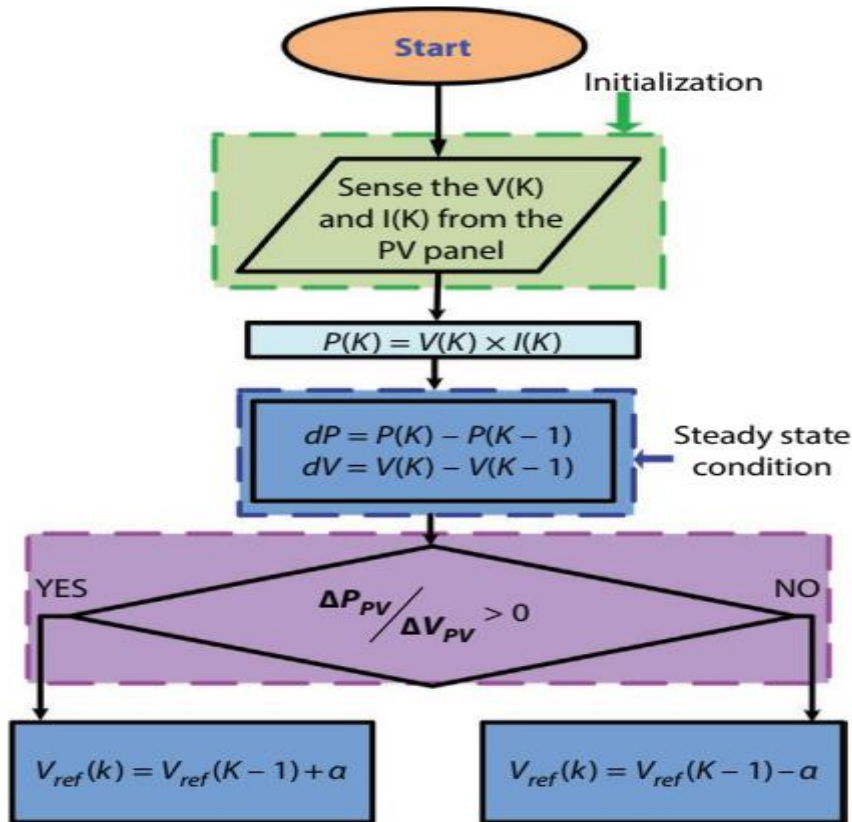 Start
Initialization
Sense the V(K)
and I(K) from the
PV panel
P(K) = V(K) × I(K)
dP = P(K) – P(K – 1)
dV = V(K) – V(K – 1)
Steady state
condition
YES
NO
ΔP_PV/ΔV_PV > 0
V_ref(k) = V_ref(K – 1) + a
V_ref(k) = V_ref(K – 1) – a